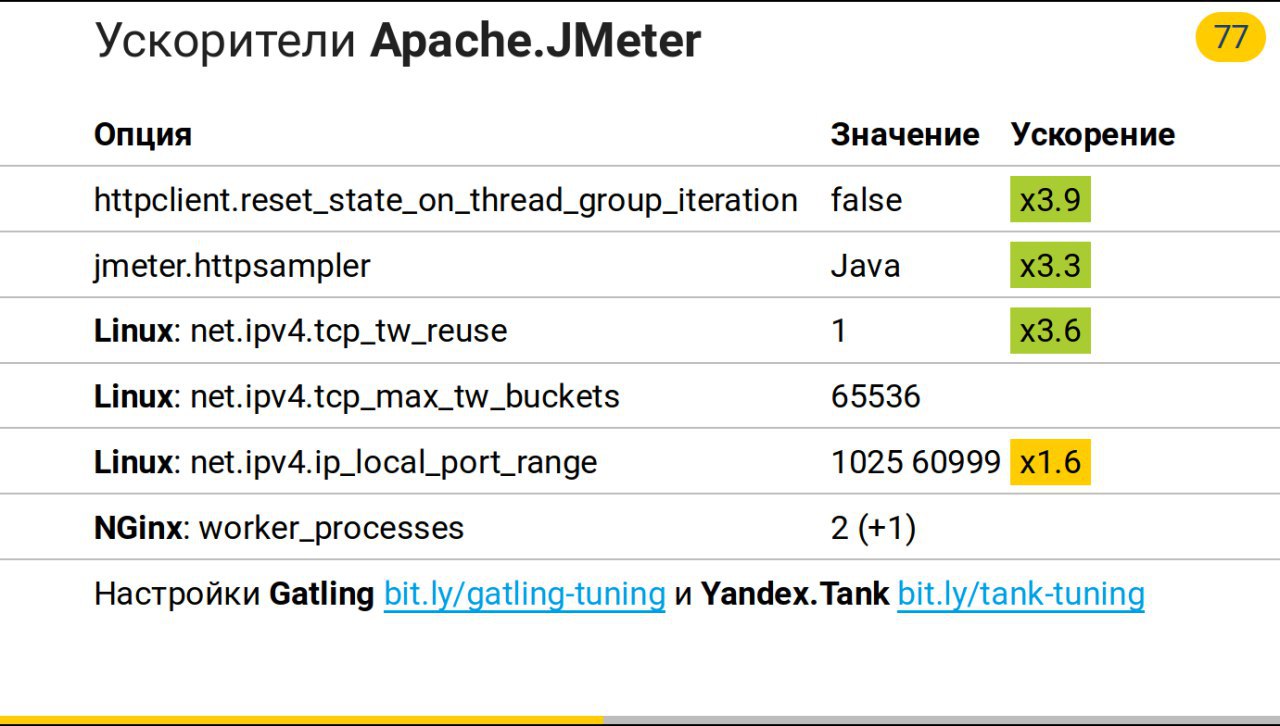 Ускорители Apache.JMeter 77
Опция Значение Ускорение
httpclient.reset_state_on_thread_group_iteration false x3.9
jmeter.httpsampler Java x3.3
Linux: net.ipv4.tcp_tw_reuse 1 x3.6
Linux: net.ipv4.tcp_max_tw_buckets 65536
Linux: net.ipv4.ip_local_port_range 1025 60999 x1.6
NGinx: worker_processes 2 (+1)
Настройки Gatling bit.ly/gatling-tuning и Yandex.Tank bit.ly/tank-tuning